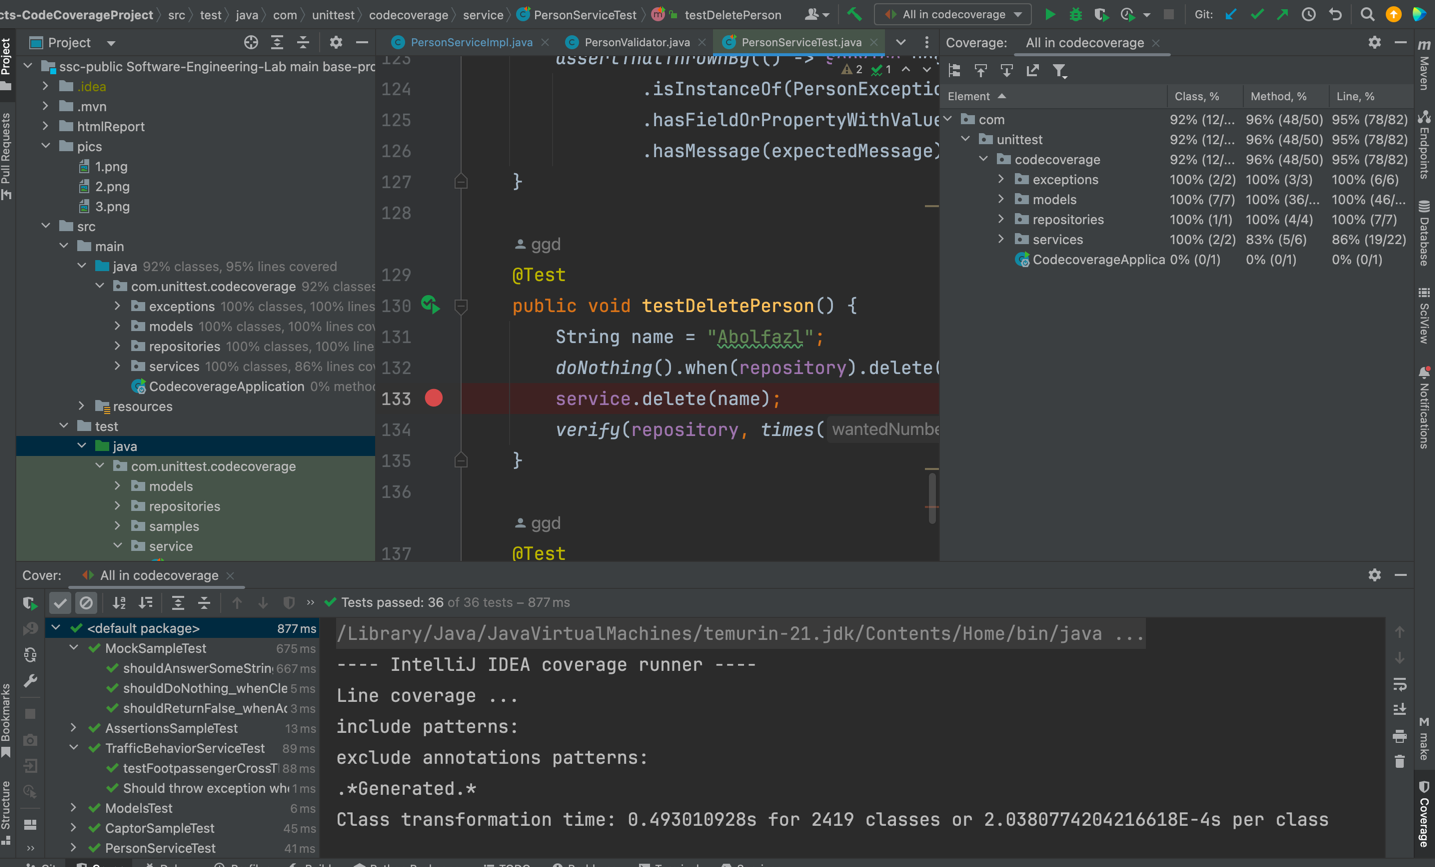 cts-CodeCoverageProject › src › test › java › com › unittest › codecoverage › service › PersonServiceTest › testDeletePerson All in codecoverage Git:
Project
PersonServiceImpl.java PersonValidator.java PersonServiceTest.java
Coverage: All in codecoverage
ssc-public Software-Engineering-Lab main base-pro
.idea
.mvn
htmlReport
pics
1.png
2.png
3.png
src
main
java 92% classes, 95% lines covered
com.unittest.codecoverage 92% classes
exceptions 100% classes, 100% lines
models 100% classes, 100% lines cov
repositories 100% classes, 100% line
services 100% classes, 86% lines cov
CodecoverageApplication 0% metho
resources
test
java
com.unittest.codecoverage
models
repositories
samples
service
2 1
124 .isInstanceOf(PersonExceptio
125 .hasFieldOrPropertyWithValue
126 .hasMessage(expectedMessage)
127 }
128
ggd
129 @Test
130 public void testDeletePerson() {
131 String name = "Abolfazl";
132 doNothing().when(repository).delete(
133 service.delete(name);
134 verify(repository, times( wantedNumbe
135 }
136
ggd
137 @Test
Element Class, % Method, % Line, %
com 92% (12/... 96% (48/50) 95% (78/82)
unittest 92% (12/... 96% (48/50) 95% (78/82)
codecoverage 92% (12/... 96% (48/50) 95% (78/82)
exceptions 100% (2/2) 100% (3/3) 100% (6/6)
models 100% (7/7) 100% (36/... 100% (46/...
repositories 100% (1/1) 100% (4/4) 100% (7/7)
services 100% (2/2) 83% (5/6) 86% (19/22)
CodecoverageApplica 0% (0/1) 0% (0/1) 0% (0/1)
Project
Pull Requests
Bookmarks
Structure
m
Maven
Endpoints
Database
SciView
Notifications
M
make
Coverage
Cover: All in codecoverage
Tests passed: 36 of 36 tests – 877 ms
<default package> 877 ms
MockSampleTest 675 ms
shouldAnswerSomeStrin 667 ms
shouldDoNothing_whenCle 5 ms
shouldReturnFalse_whenAc 3 ms
AssertionsSampleTest 13 ms
TrafficBehaviorServiceTest 89 ms
testFootpassengerCrossTl 88 ms
Should throw exception whe 1 ms
ModelsTest 6 ms
CaptorSampleTest 45 ms
PersonServiceTest 41 ms
/Library/Java/JavaVirtualMachines/temurin-21.jdk/Contents/Home/bin/java ...
---- IntelliJ IDEA coverage runner ----
Line coverage ...
include patterns:
exclude annotations patterns:
.*Generated.*
Class transformation time: 0.493010928s for 2419 classes or 2.0380774204216618E-4s per class